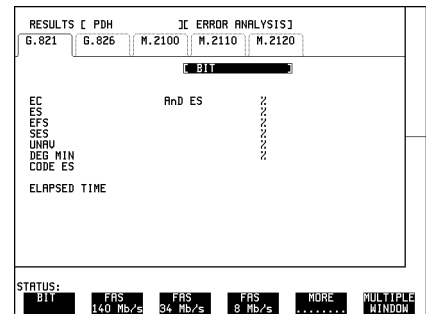 RESULTS [ PDH ][ ERROR ANALYSIS]
G.821 G.826 M.2100 M.2110 M.2120
[ BIT ]
EC AnD ES %
ES %
EFS %
SES %
UNAV %
DEG MIN %
CODE ES
ELAPSED TIME
STATUS:
BIT FAS FAS FAS MORE MULTIPLE
140 Mb/s 34 Mb/s 8 Mb/s ........ WINDOW